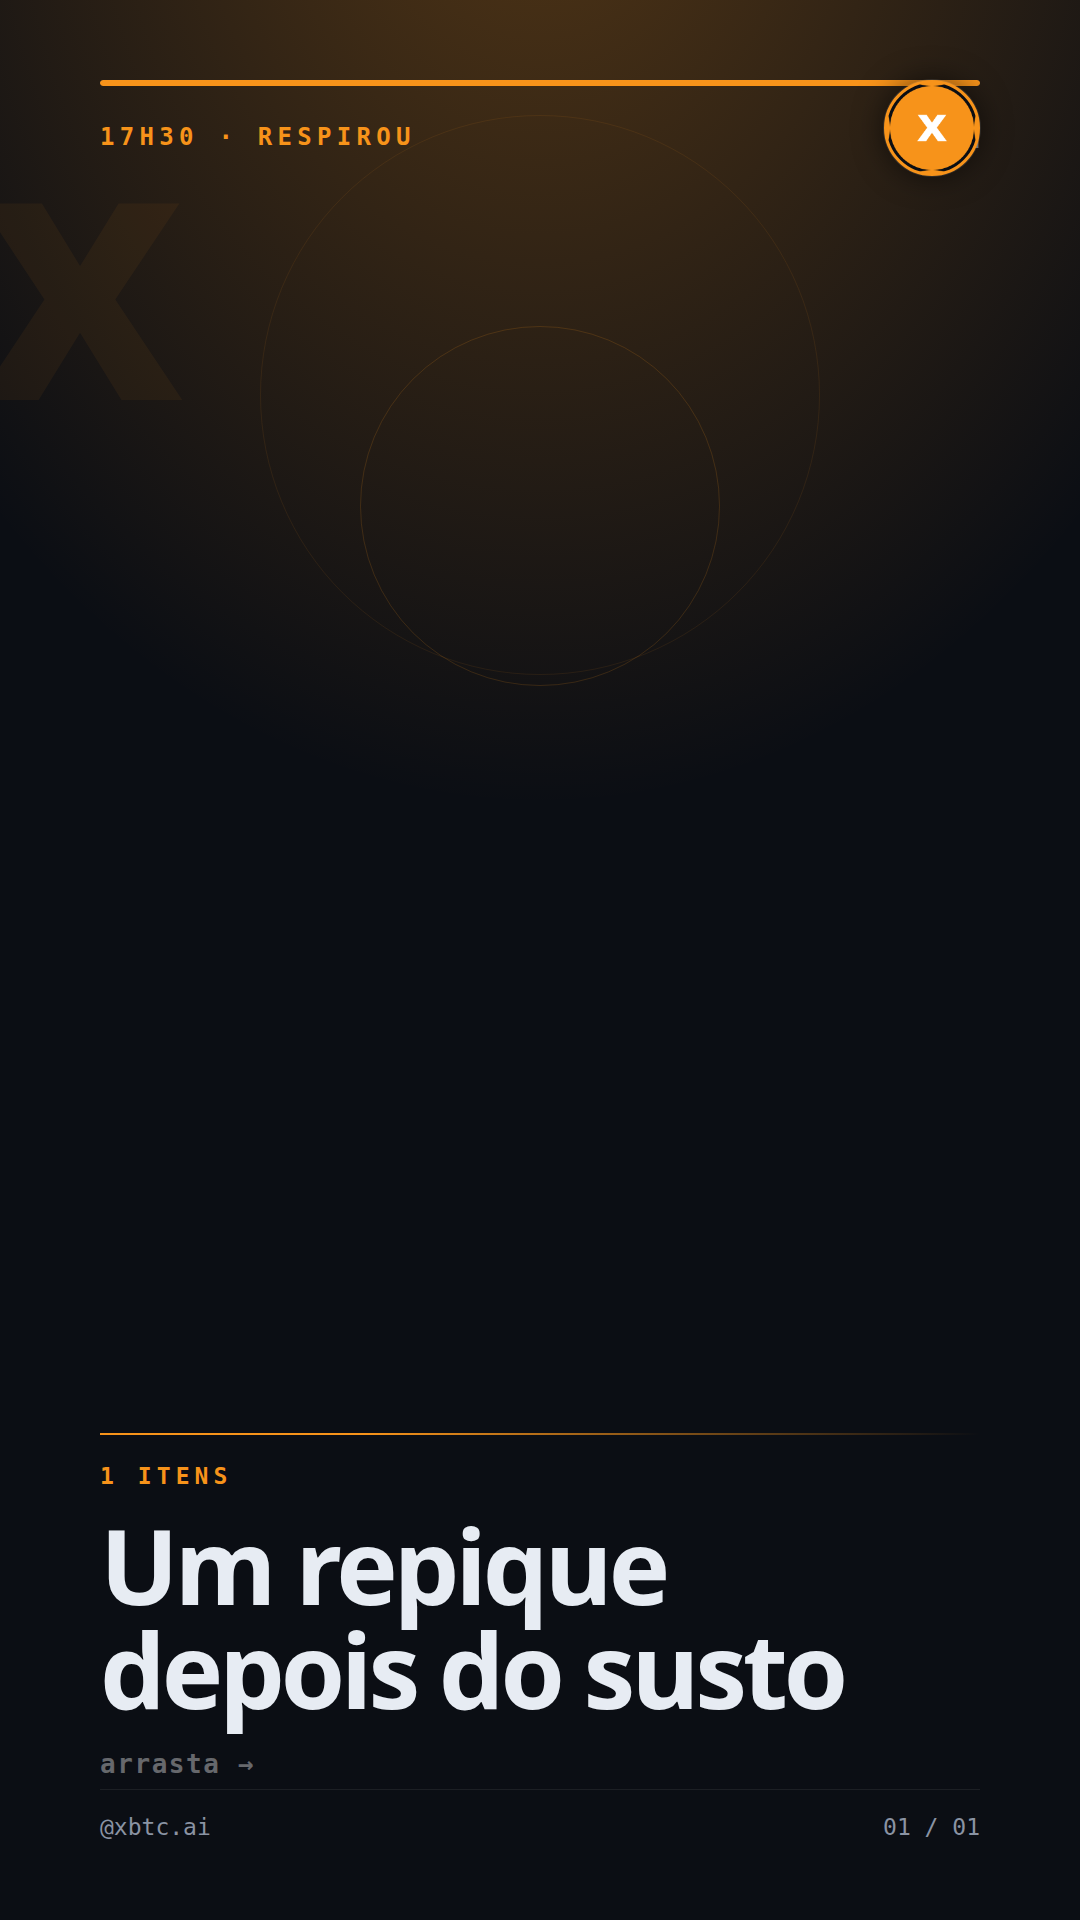 17H30 · RESPIROU
X
X
1 ITENS
Um repique
depois do susto
arrasta →
@xbtc.ai
01 / 01